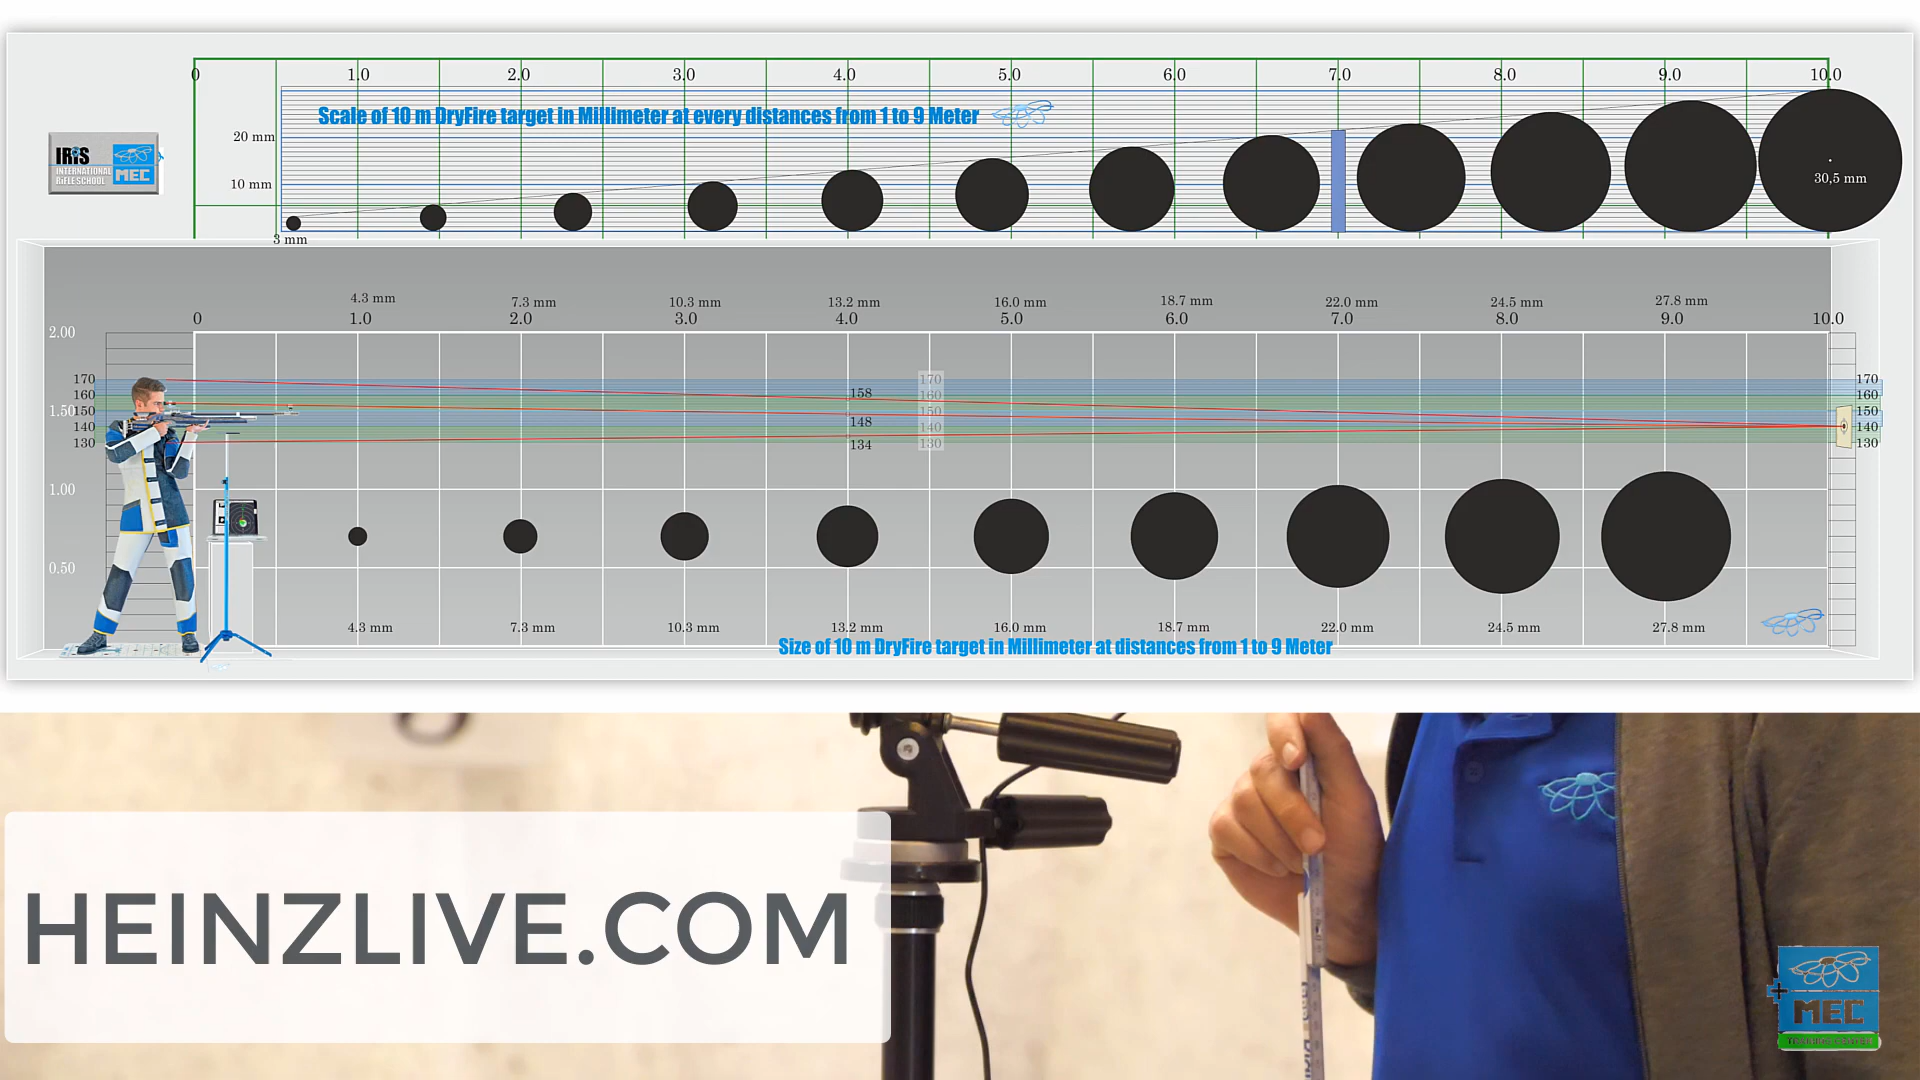 0 1.0 2.0 3.0 4.0 5.0 6.0 7.0 8.0 9.0 10.0
Scale of 10 m DryFire target in Millimeter at every distances from 1 to 9 Meter
20 mm
IRIS
INTERNATIONAL
RIFLE SCHOOL
MEC
10 mm
30,5 mm
3 mm
4.3 mm 7.3 mm 10.3 mm 13.2 mm 16.0 mm 18.7 mm 22.0 mm 24.5 mm 27.8 mm
0 1.0 2.0 3.0 4.0 5.0 6.0 7.0 8.0 9.0 10.0
2.00
170 170 170
160 158 160 160
1.50 150 150 150
140 148 140 140
130 134 130 130
1.00
0.50
4.3 mm 7.3 mm 10.3 mm 13.2 mm 16.0 mm 18.7 mm 22.0 mm 24.5 mm 27.8 mm
Size of 10 m DryFire target in Millimeter at distances from 1 to 9 Meter
HEINZLIVE.COM
MEC